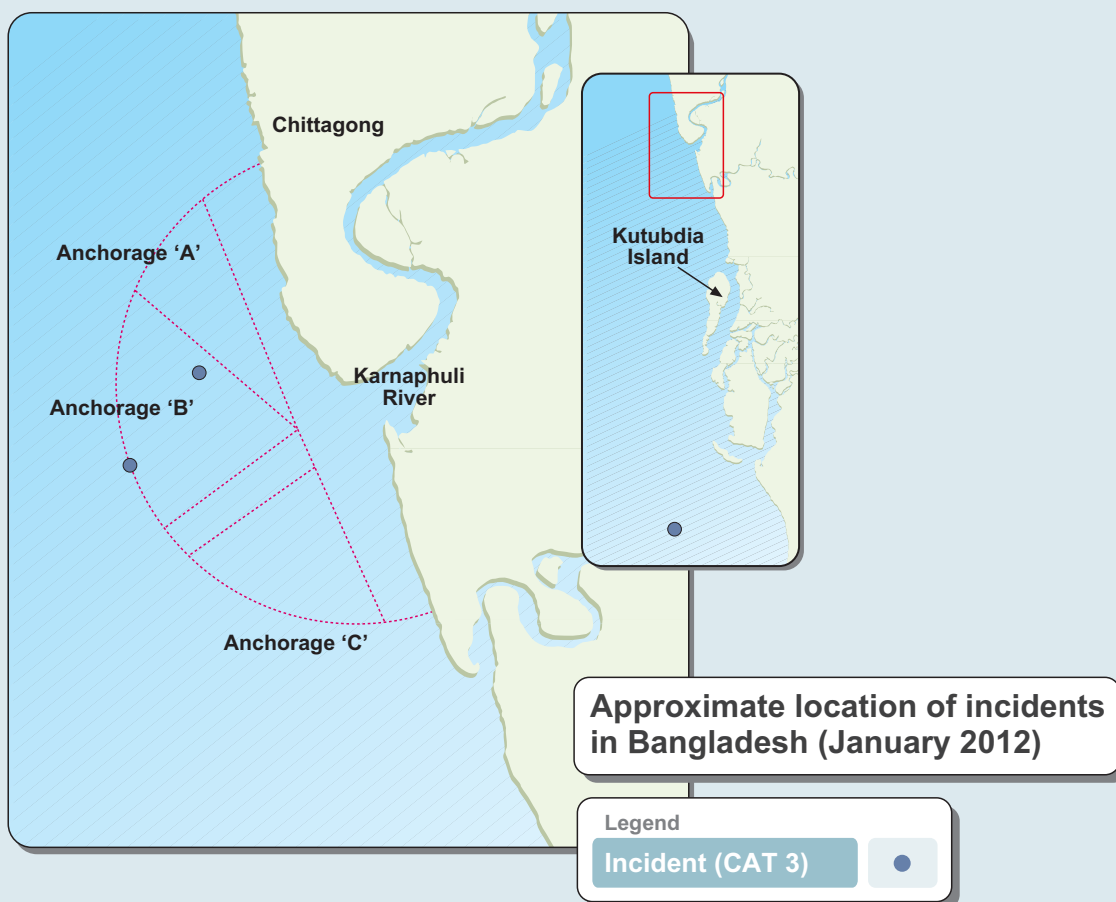 Chittagong
Anchorage ‘A’
Anchorage ‘B’
Karnaphuli
River
Anchorage ‘C’
Kutubdia
Island
Approximate location of incidents
in Bangladesh (January 2012)
Legend
Incident (CAT 3)